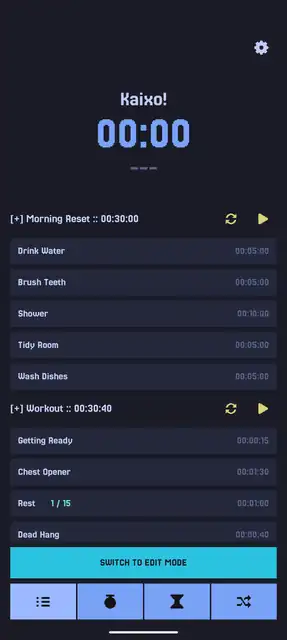 Kaixo!
00:00
---
[+] Morning Reset :: 00:30:00
Drink Water 00:05:00
Brush Teeth 00:05:00
Shower 00:10:00
Tidy Room 00:05:00
Wash Dishes 00:05:00
[+] Workout :: 00:30:40
Getting Ready 00:00:15
Chest Opener 00:01:30
Rest 1 / 15 00:01:00
Dead Hang 00:00:40
SWITCH TO EDIT MODE